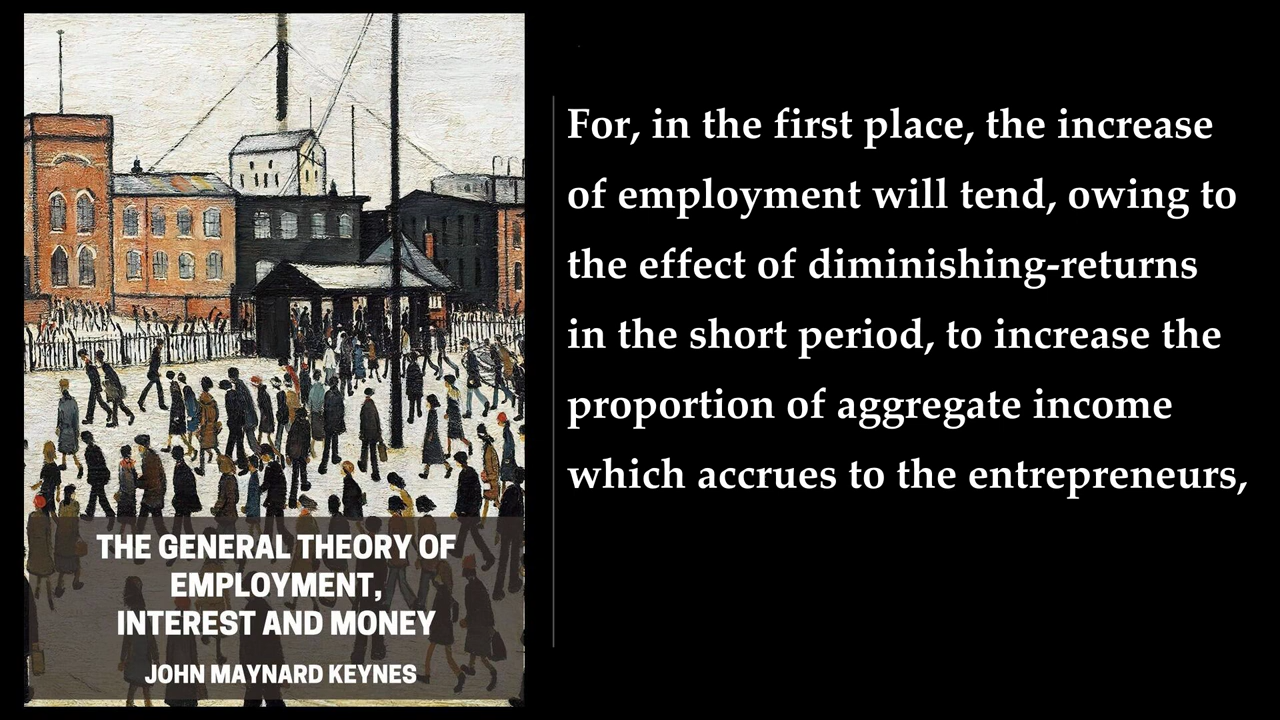 THE GENERAL THEORY OF
EMPLOYMENT,
INTEREST AND MONEY
JOHN MAYNARD KEYNES
For, in the first place, the increase
of employment will tend, owing to
the effect of diminishing-returns
in the short period, to increase the
proportion of aggregate income
which accrues to the entrepreneurs,